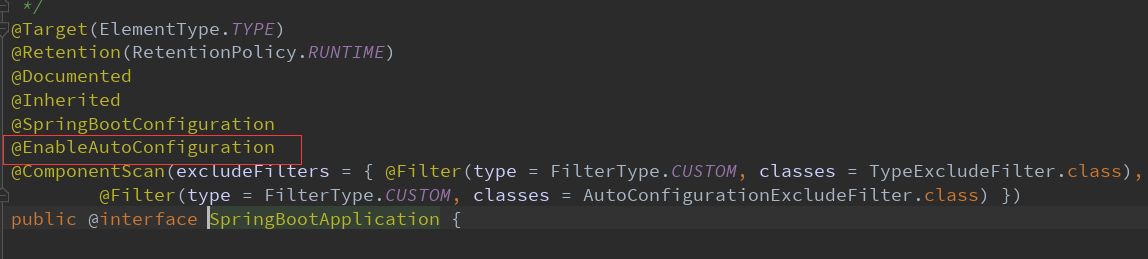 */
@Target(ElementType.TYPE)
@Retention(RetentionPolicy.RUNTIME)
@Documented
@Inherited
@SpringBootConfiguration
@EnableAutoConfiguration
@ComponentScan(excludeFilters = { @Filter(type = FilterType.CUSTOM, classes = TypeExcludeFilter.class),
@Filter(type = FilterType.CUSTOM, classes = AutoConfigurationExcludeFilter.class) })
public @interface SpringBootApplication {